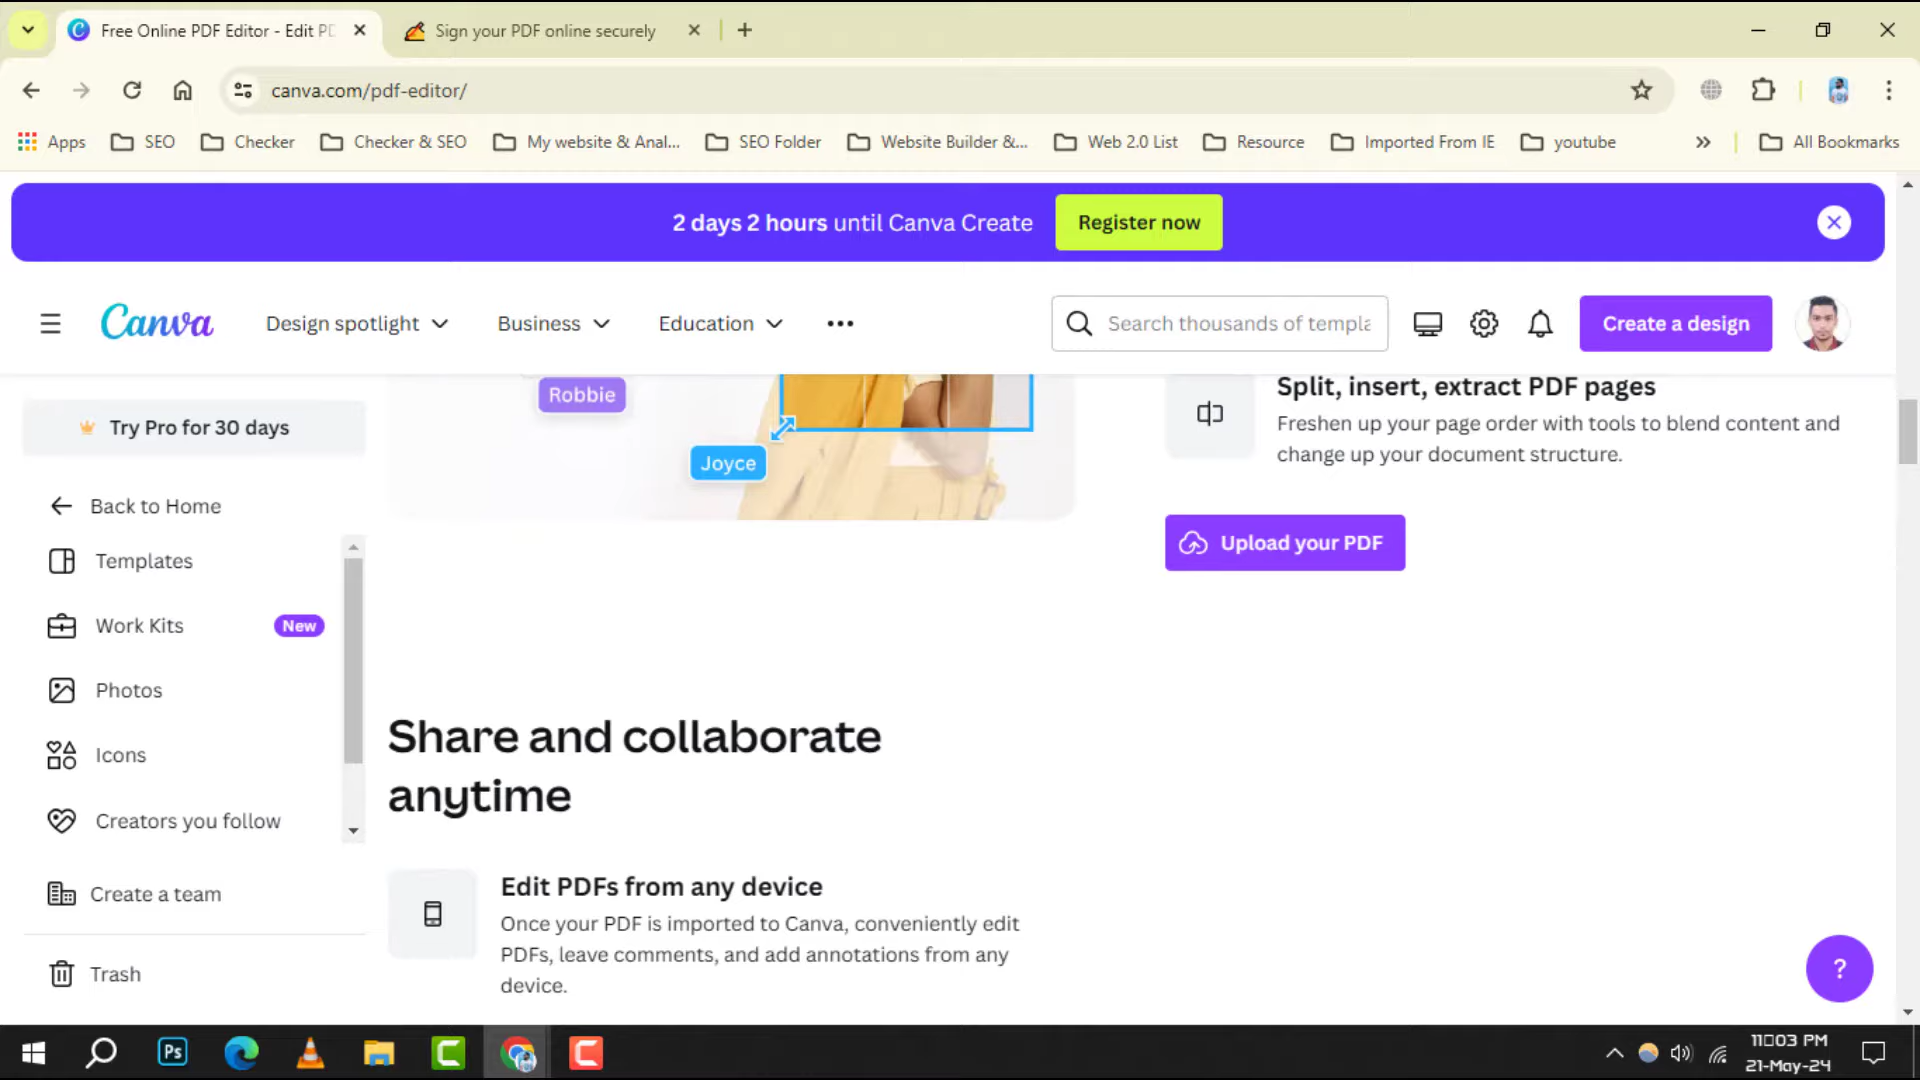 Free Online PDF Editor - Edit PD
Sign your PDF online securely
canva.com/pdf-editor/
Apps
SEO
Checker
Checker & SEO
My website & Anal...
SEO Folder
Website Builder &...
Web 2.0 List
Resource
Imported From IE
youtube
All Bookmarks
2 days 2 hours until Canva Create
Register now
Canva
Design spotlight
Business
Education
Search thousands of templa
Create a design
Try Pro for 30 days
Back to Home
Templates
Work Kits
New
Photos
Icons
Creators you follow
Create a team
Trash
Robbie
Joyce
Split, insert, extract PDF pages
Freshen up your page order with tools to blend content and
change up your document structure.
Upload your PDF
Share and collaborate
anytime
Edit PDFs from any device
Once your PDF is imported to Canva, conveniently edit
PDFs, leave comments, and add annotations from any
device.
?
Ps
11□03 PM
21-May-24